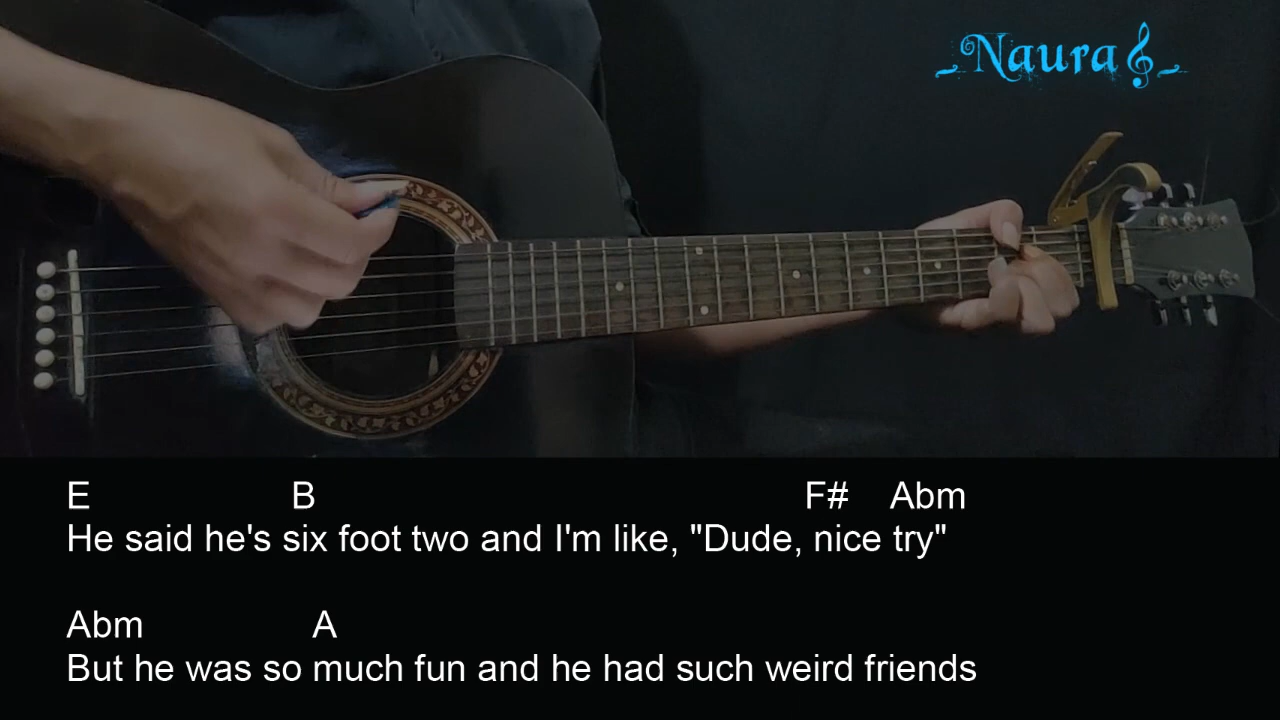 Naura
E B F# Abm
He said he's six foot two and I'm like, "Dude, nice try"
Abm A
But he was so much fun and he had such weird friends